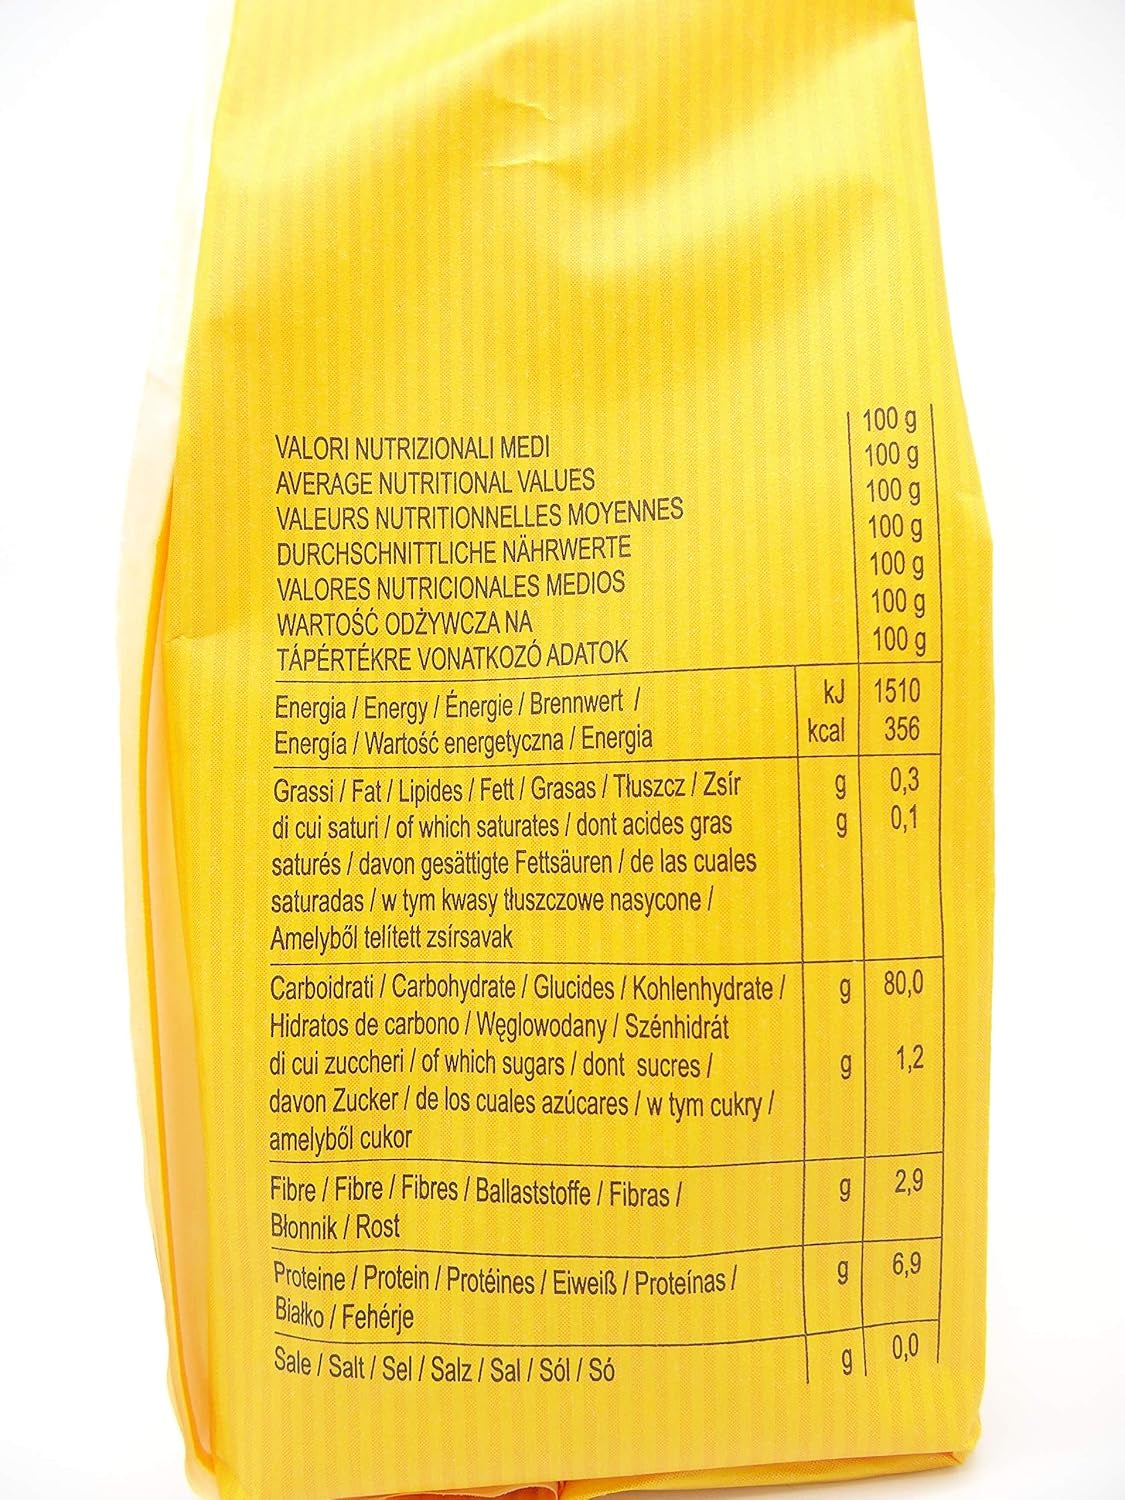 VALORI NUTRIZIONALI MEDI 100 g
AVERAGE NUTRITIONAL VALUES 100 g
VALEURS NUTRITIONNELLES MOYENNES 100 g
DURCHSCHNITTLICHE NÄHRWERTE 100 g
VALORES NUTRICIONALES MEDIOS 100 g
WARTOŚĆ ODŻYWCZA NA 100 g
TÁPÉRTÉKRE VONATKOZÓ ADATOK 100 g
Energia / Energy / Énergie / Brennwert / kJ 1510
Energía / Wartość energetyczna / Energia kcal 356
Grassi / Fat / Lipides / Fett / Grasas / Tłuszcz / Zsír g 0,3
di cui saturi / of which saturates / dont acides gras g 0,1
saturés / davon gesättigte Fettsäuren / de las cuales
saturadas / w tym kwasy tłuszczowe nasycone /
Amelyből telített zsírsavak
Carboidrati / Carbohydrate / Glucides / Kohlenhydrate / g 80,0
Hidratos de carbono / Węglowodany / Szénhidrát
di cui zuccheri / of which sugars / dont sucres / g 1,2
davon Zucker / de los cuales azúcares / w tym cukry /
amelyből cukor
Fibre / Fibre / Fibres / Ballaststoffe / Fibras / g 2,9
Błonnik / Rost
Proteine / Protein / Protéines / Eiweiß / Proteínas / g 6,9
Białko / Fehérje
Sale / Salt / Sel / Salz / Sal / Sól / Só g 0,0